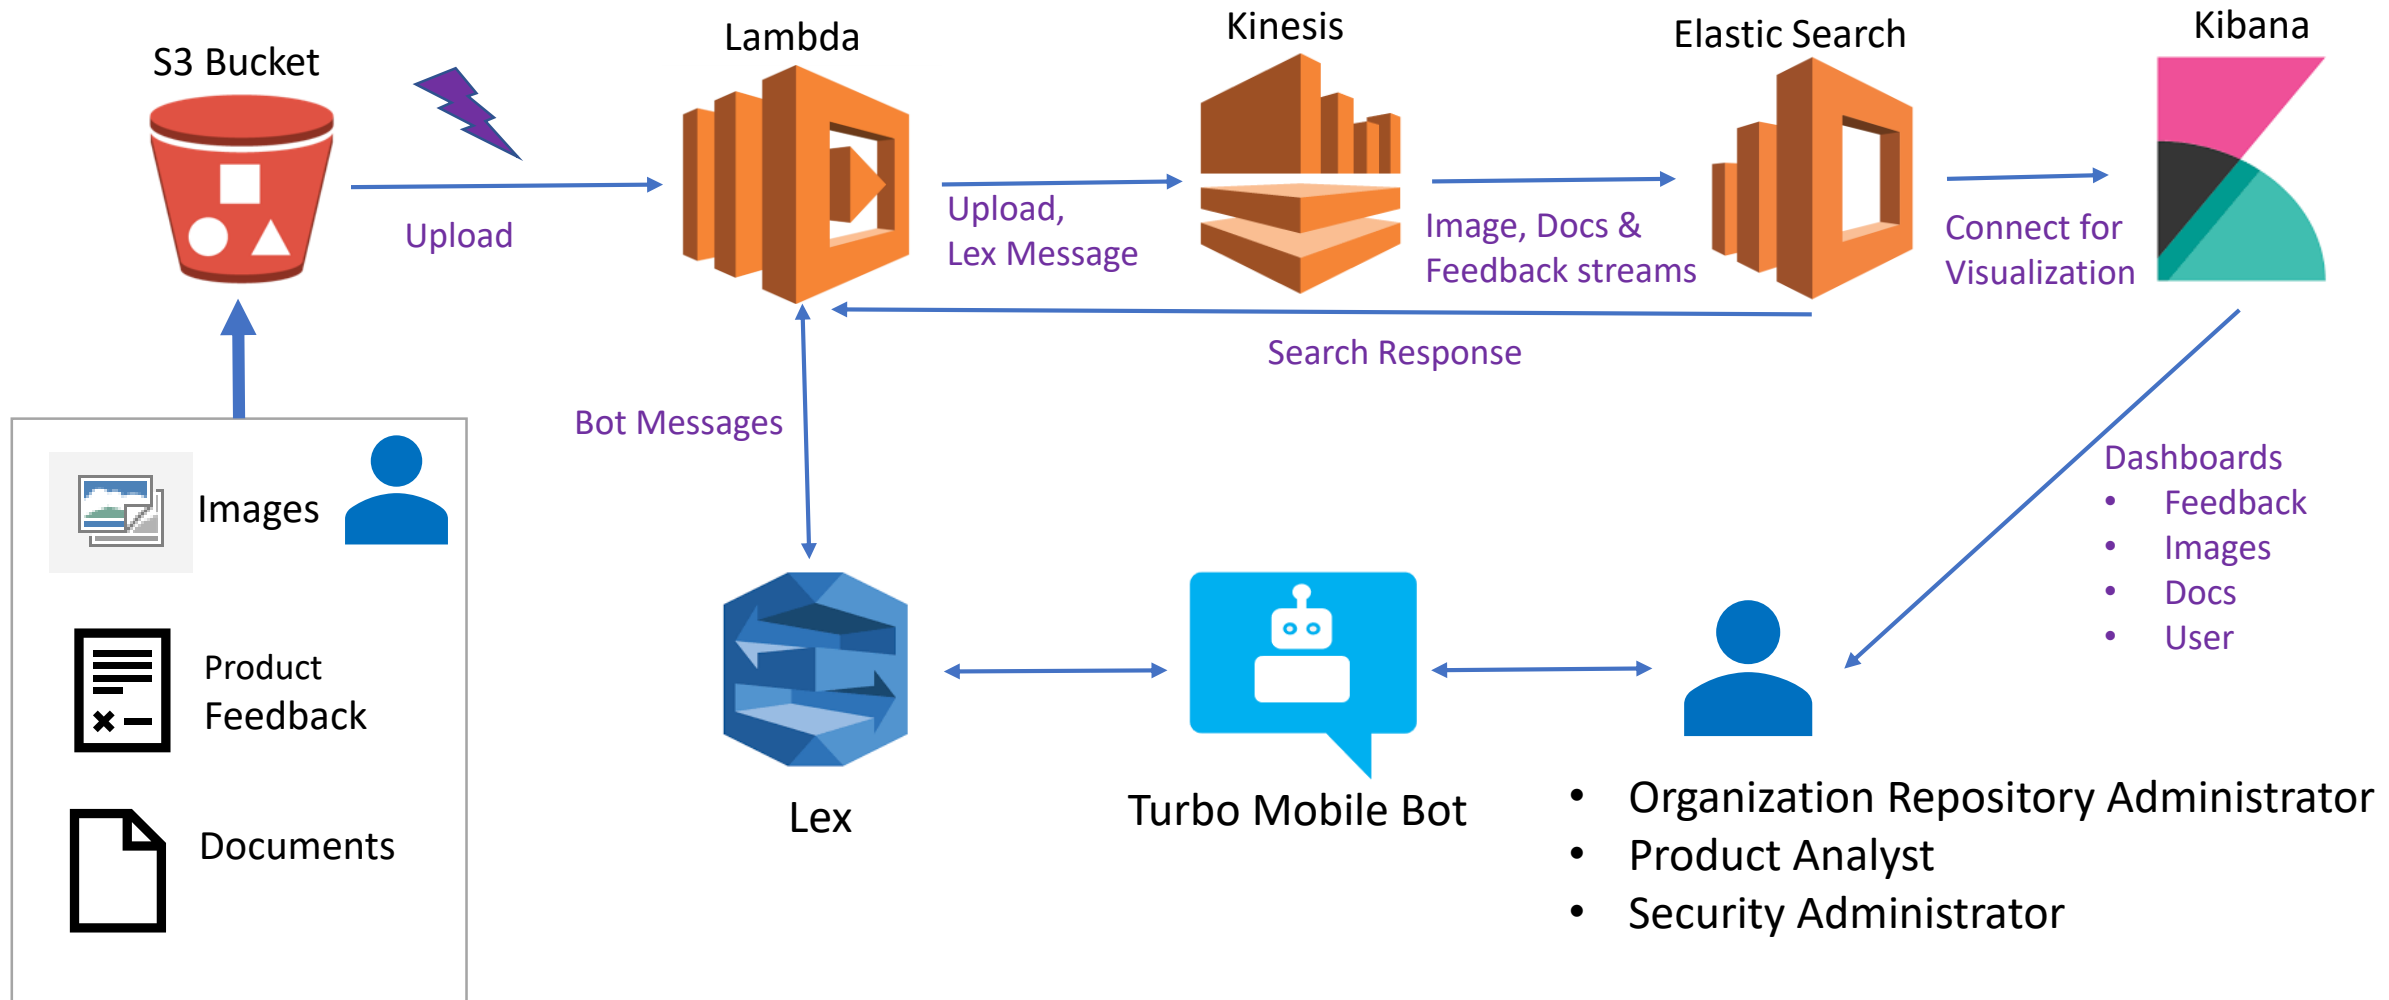 S3 Bucket
Lambda
Kinesis
Elastic Search
Kibana
Upload
Upload,
Lex Message
Image, Docs &
Feedback streams
Connect for
Visualization
Search Response
Bot Messages
Dashboards
• Feedback
• Images
• Docs
• User
Images
Product
Feedback
Documents
Lex
Turbo Mobile Bot
• Organization Repository Administrator
• Product Analyst
• Security Administrator